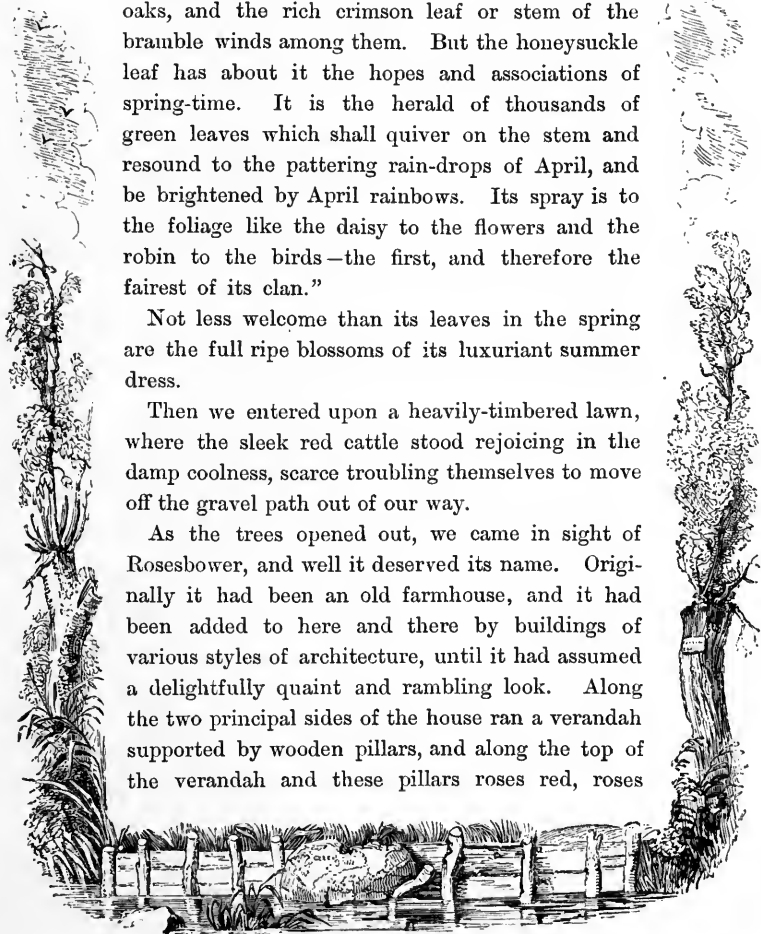 oaks, and the rich crimson leaf or stem of the
bramble winds among them. But the honeysuckle
leaf has about it the hopes and associations of
spring-time. It is the herald of thousands of
green leaves which shall quiver on the stem and
resound to the pattering rain-drops of April, and
be brightened by April rainbows. Its spray is to
the foliage like the daisy to the flowers and the
robin to the birds—the first, and therefore the
fairest of its clan.”
Not less welcome than its leaves in the spring
are the full ripe blossoms of its luxuriant summer
dress.
Then we entered upon a heavily-timbered lawn,
where the sleek red cattle stood rejoicing in the
damp coolness, scarce troubling themselves to move
off the gravel path out of our way.
As the trees opened out, we came in sight of
Rosesbower, and well it deserved its name. Origi-
nally it had been an old farmhouse, and it had
been added to here and there by buildings of
various styles of architecture, until it had assumed
a delightfully quaint and rambling look. Along
the two principal sides of the house ran a verandah
supported by wooden pillars, and along the top of
the verandah and these pillars roses red, roses